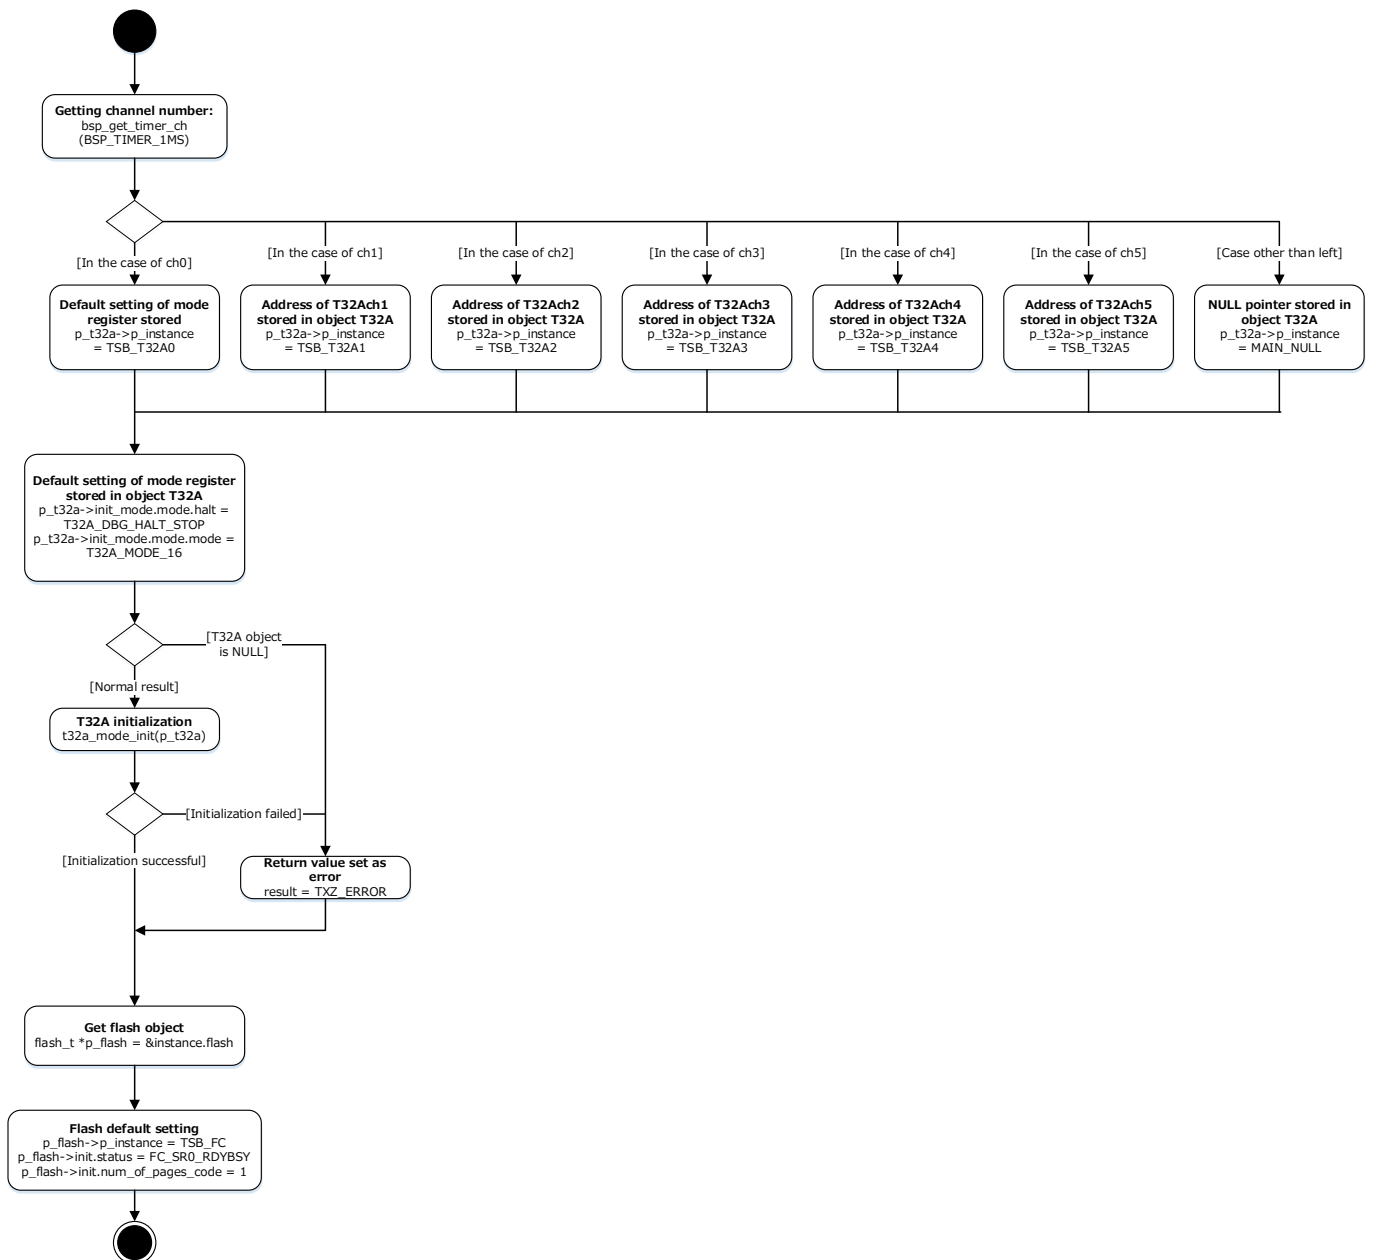 Getting channel number:
bsp_get_timer_ch
(BSP_TIMER_1MS)
[In the case of ch0]
[In the case of ch1]
[In the case of ch2]
[In the case of ch3]
[In the case of ch4]
[In the case of ch5]
[Case other than left]
Default setting of mode
register stored
p_t32a->p_instance
= TSB_T32A0
Address of T32Ach1
stored in object T32A
p_t32a->p_instance
= TSB_T32A1
Address of T32Ach2
stored in object T32A
p_t32a->p_instance
= TSB_T32A2
Address of T32Ach3
stored in object T32A
p_t32a->p_instance
= TSB_T32A3
Address of T32Ach4
stored in object T32A
p_t32a->p_instance
= TSB_T32A4
Address of T32Ach5
stored in object T32A
p_t32a->p_instance
= TSB_T32A5
NULL pointer stored in
object T32A
p_t32a->p_instance
= MAIN_NULL
Default setting of mode register
stored in object T32A
p_t32a->init_mode.mode.halt =
T32A_DBG_HALT_STOP
p_t32a->init_mode.mode.mode =
T32A_MODE_16
[T32A object
is NULL]
[Normal result]
T32A initialization
t32a_mode_init(p_t32a)
[Initialization failed]
[Initialization successful]
Return value set as
error
result = TXZ_ERROR
Get flash object
flash_t *p_flash = &instance.flash
Flash default setting
p_flash->p_instance = TSB_FC
p_flash->init.status = FC_SR0_RDYBSY
p_flash->init.num_of_pages_code = 1